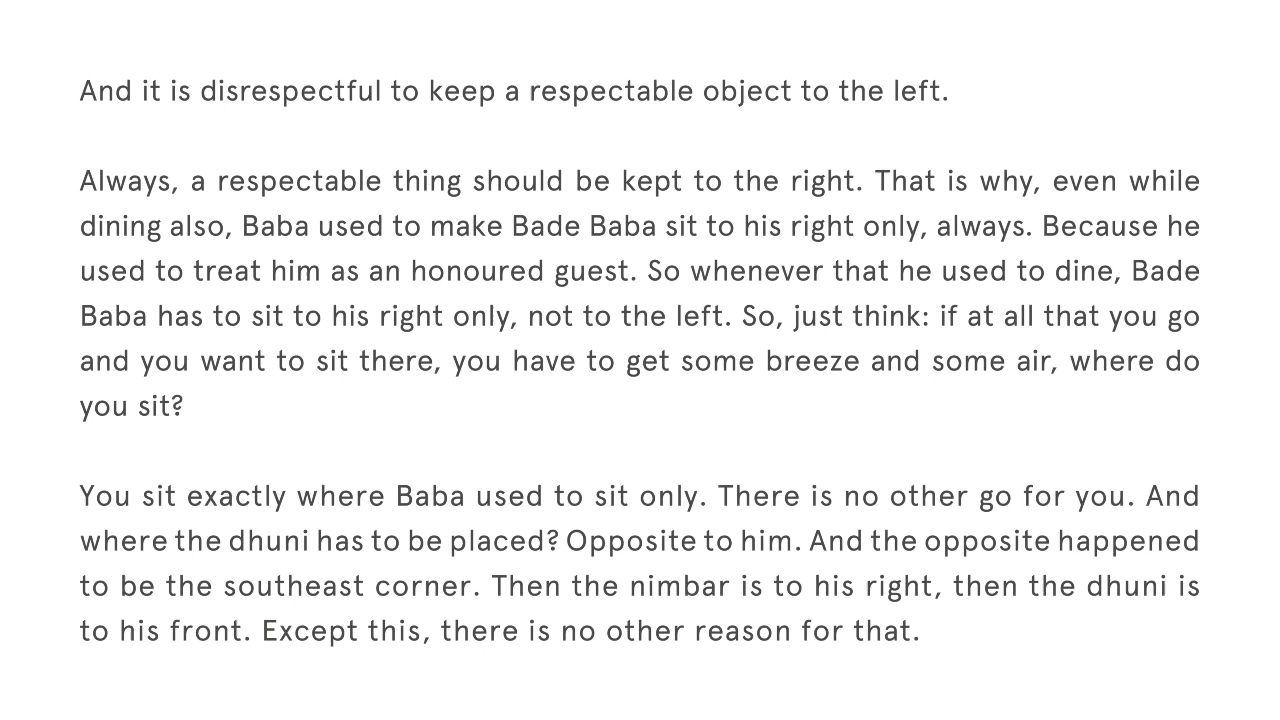 And it is disrespectful to keep a respectable object to the left.
Always, a respectable thing should be kept to the right. That is why, even while
dining also, Baba used to make Bade Baba sit to his right only, always. Because he
used to treat him as an honoured guest. So whenever that he used to dine, Bade
Baba has to sit to his right only, not to the left. So, just think: if at all that you go
and you want to sit there, you have to get some breeze and some air, where do
you sit?
You sit exactly where Baba used to sit only. There is no other go for you. And
where the dhuni has to be placed? Opposite to him. And the opposite happened
to be the southeast corner. Then the nimbar is to his right, then the dhuni is
to his front. Except this, there is no other reason for that.